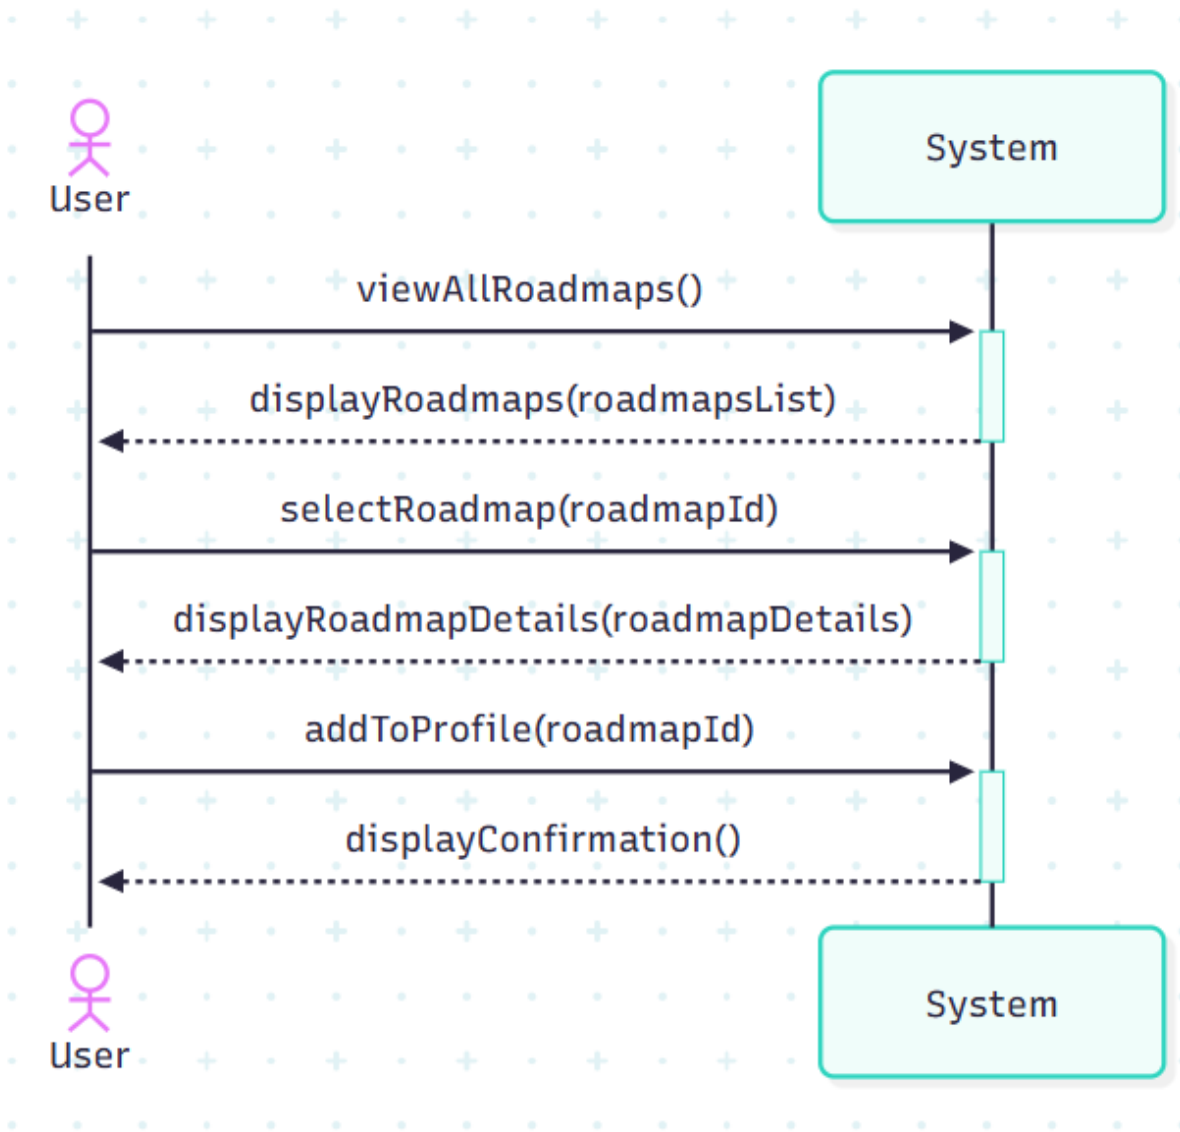 System
User
viewAllRoadmaps()
displayRoadmaps(roadmapsList)
selectRoadmap(roadmapId)
displayRoadmapDetails(roadmapDetails)
addToProfile(roadmapId)
displayConfirmation()
System
User